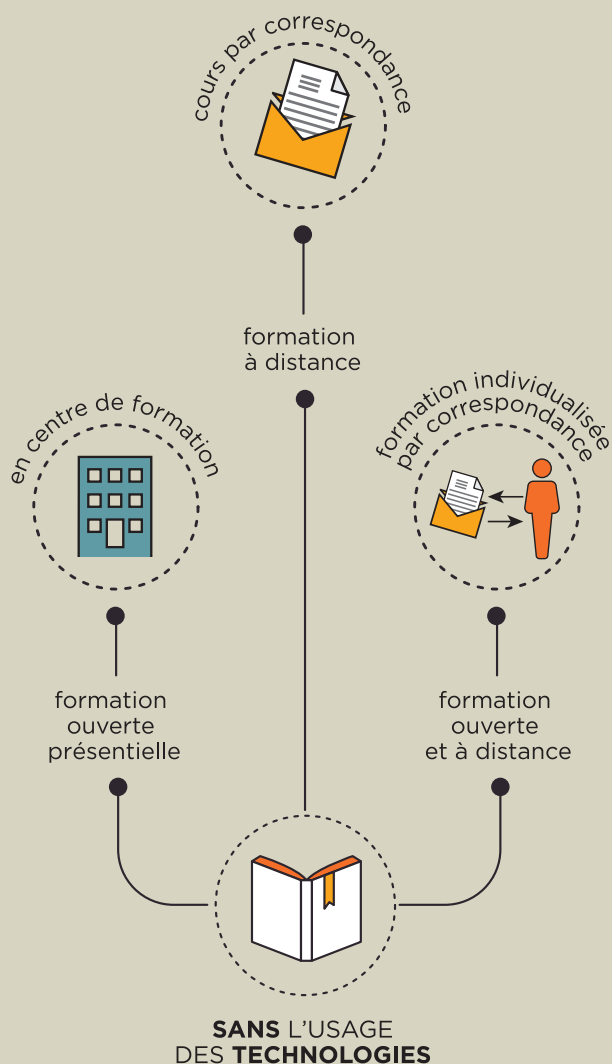 cours par correspondance
formation
à distance
en centre de formation
formation individualisée
par correspondance
formation
ouverte
présentielle
formation
ouverte
et à distance
SANS L'USAGE
DES TECHNOLOGIES